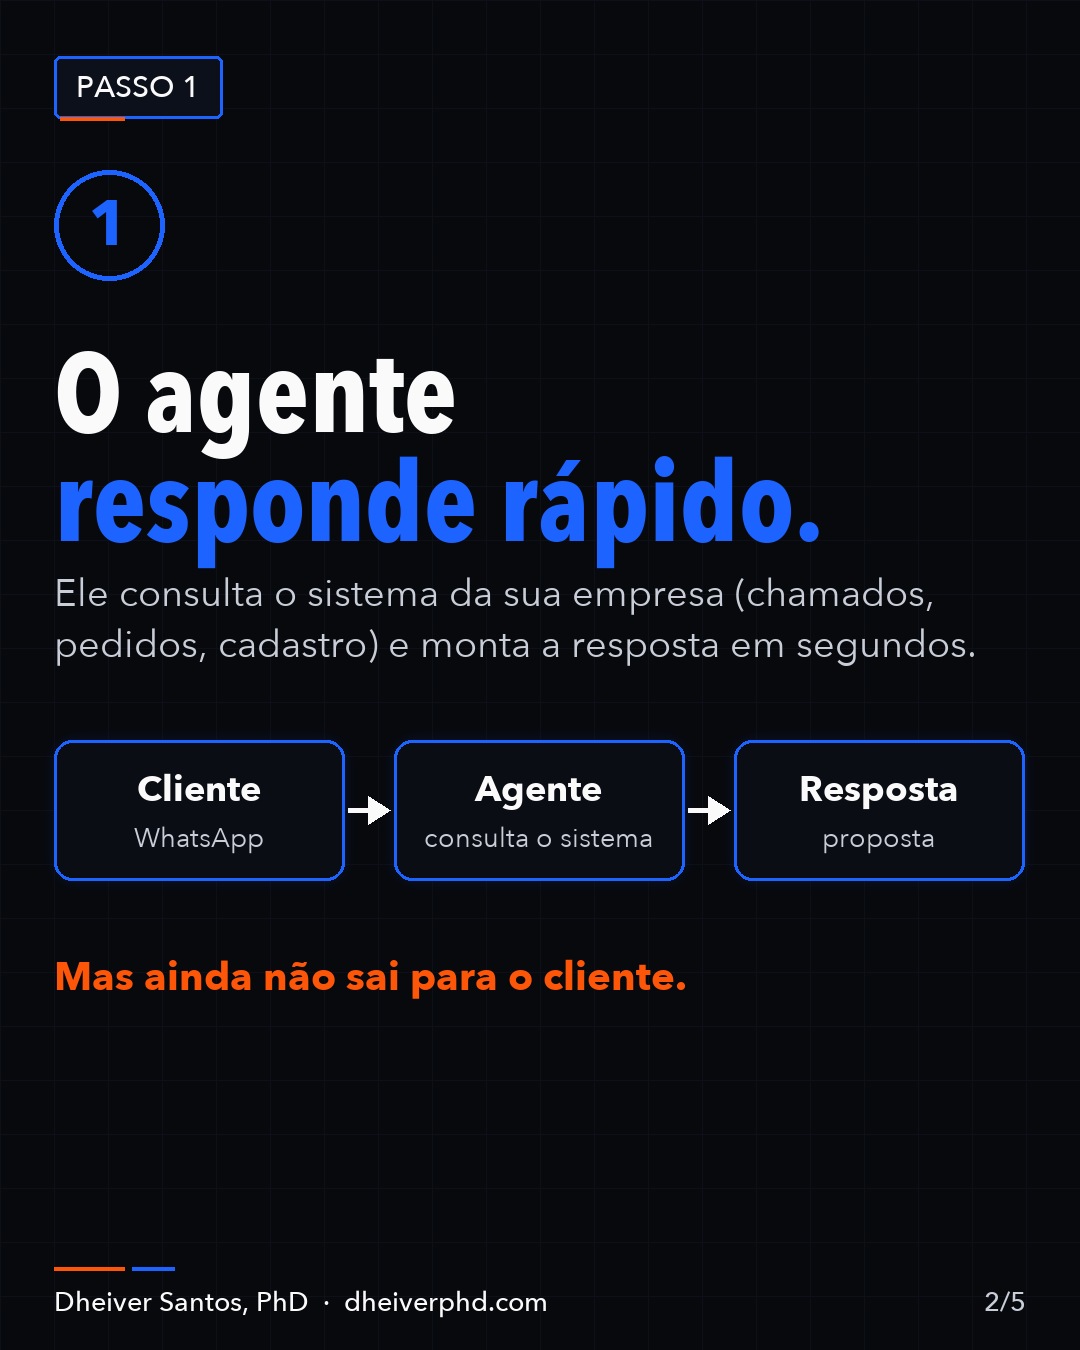 PASSO 1
1
O agente
responde rápido.
Ele consulta o sistema da sua empresa (chamados,
pedidos, cadastro) e monta a resposta em segundos.
Cliente
WhatsApp
Agente
consulta o sistema
Resposta
proposta
Mas ainda não sai para o cliente.
Dheiver Santos, PhD · dheiverphd.com
2/5